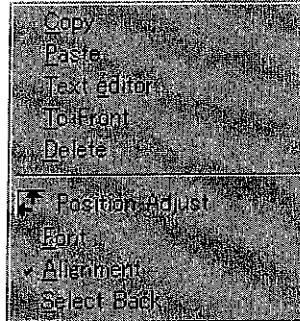 Copy
Paste
Text editor...
To Front
Delete
Position Adjust
Font...
Alignment
Select Back